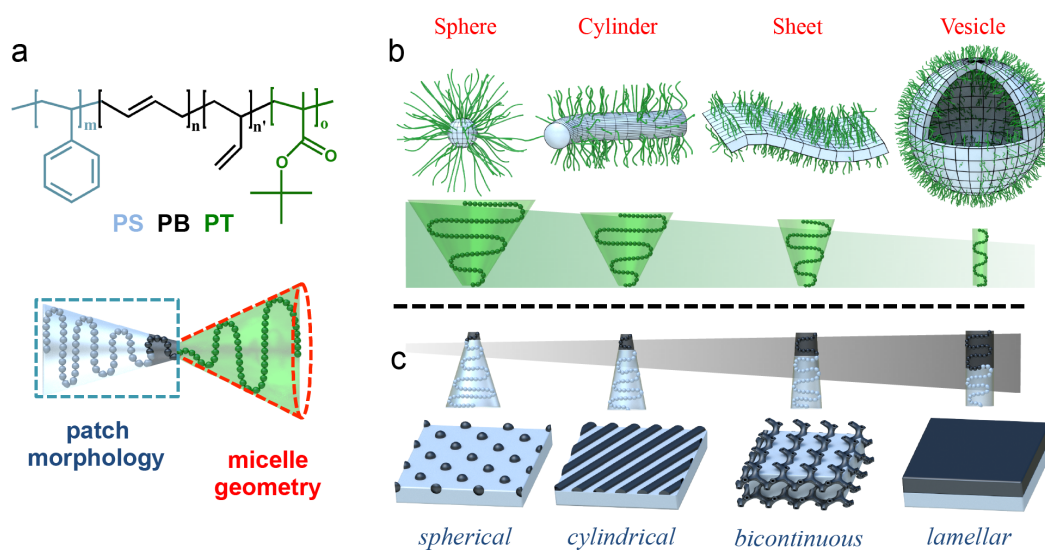 a
m
n
n'
o
O
O
PS PB PT
patch
morphology
micelle
geometry
b
Sphere Cylinder Sheet Vesicle
c
spherical cylindrical bicontinuous lamellar